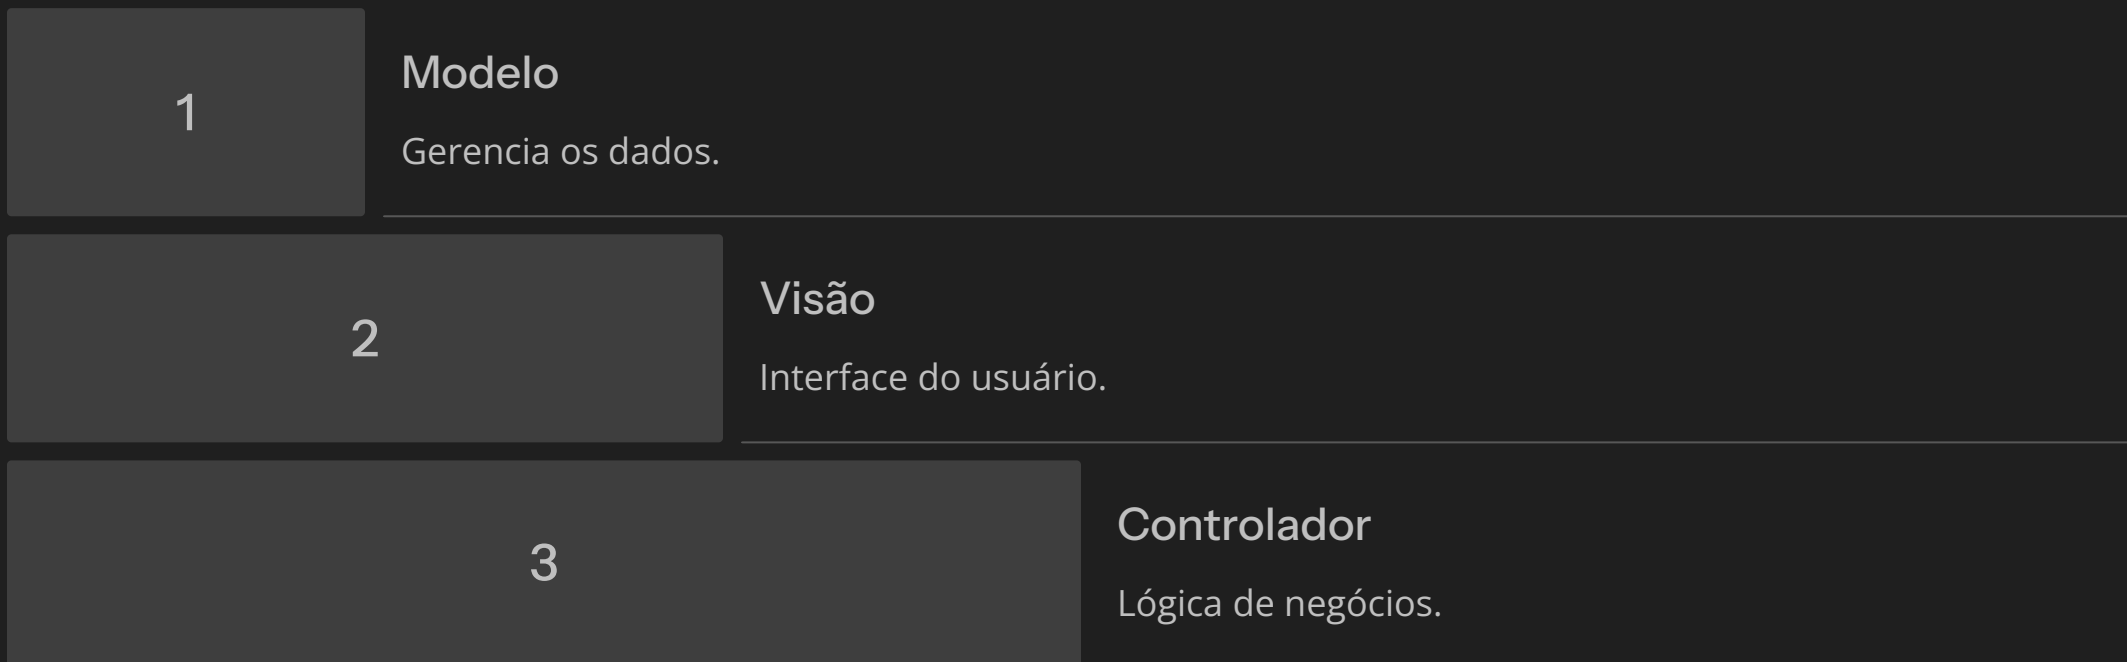 1
Modelo
Gerencia os dados.
2
Visão
Interface do usuário.
3
Controlador
Lógica de negócios.